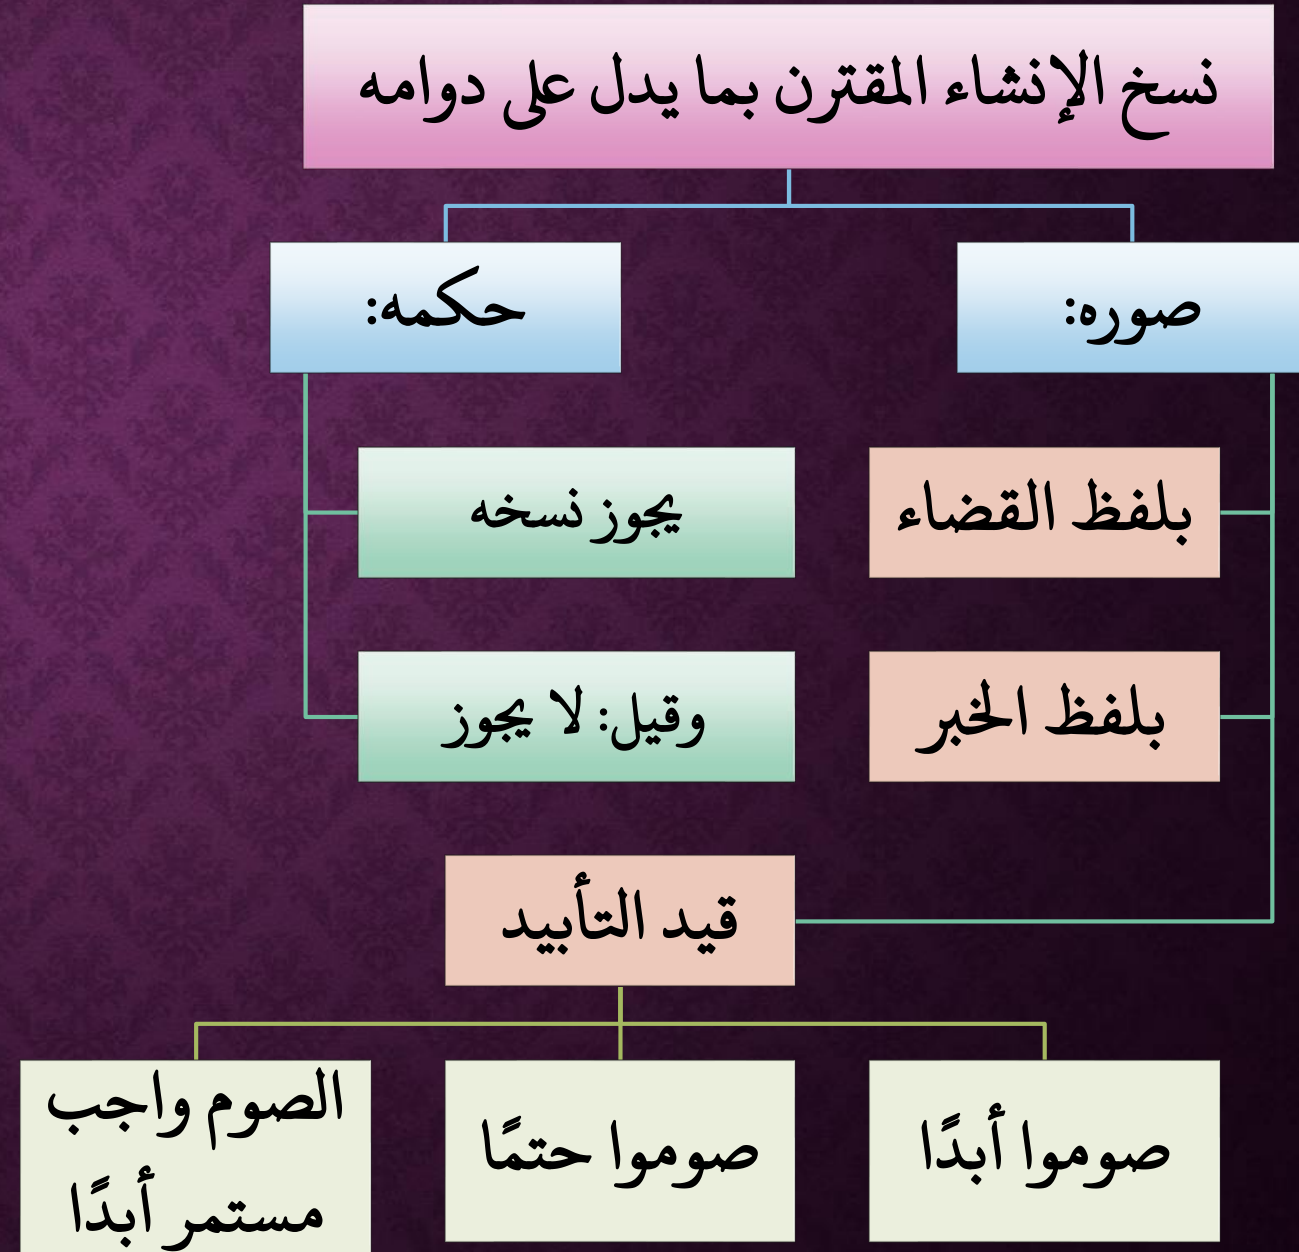 نسخ الإنشاء المقترن بما يدل على دوامه
صوره:
حكمه:
بلفظ القضاء
يجوز نسخه
بلفظ الخبر
وقيل: لا يجوز
قيد التأبيد
صوموا أبدًا
صوموا حتمًا
الصوم واجب
مستمر أبدًا